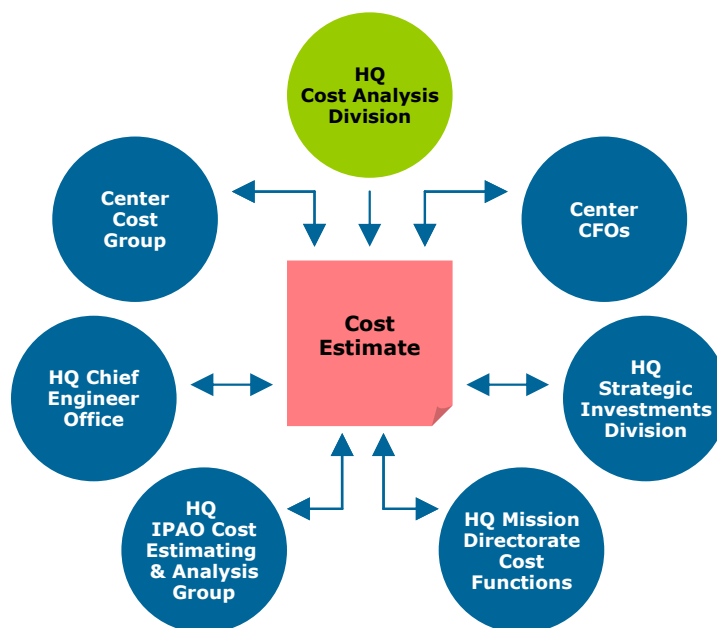 HQ
Cost Analysis
Division
Center
Cost
Group
Center
CFOs
Cost
Estimate
HQ Chief
Engineer
Office
HQ
Strategic
Investments
Division
HQ
IPAO Cost
Estimating
& Analysis
Group
HQ Mission
Directorate
Cost
Functions